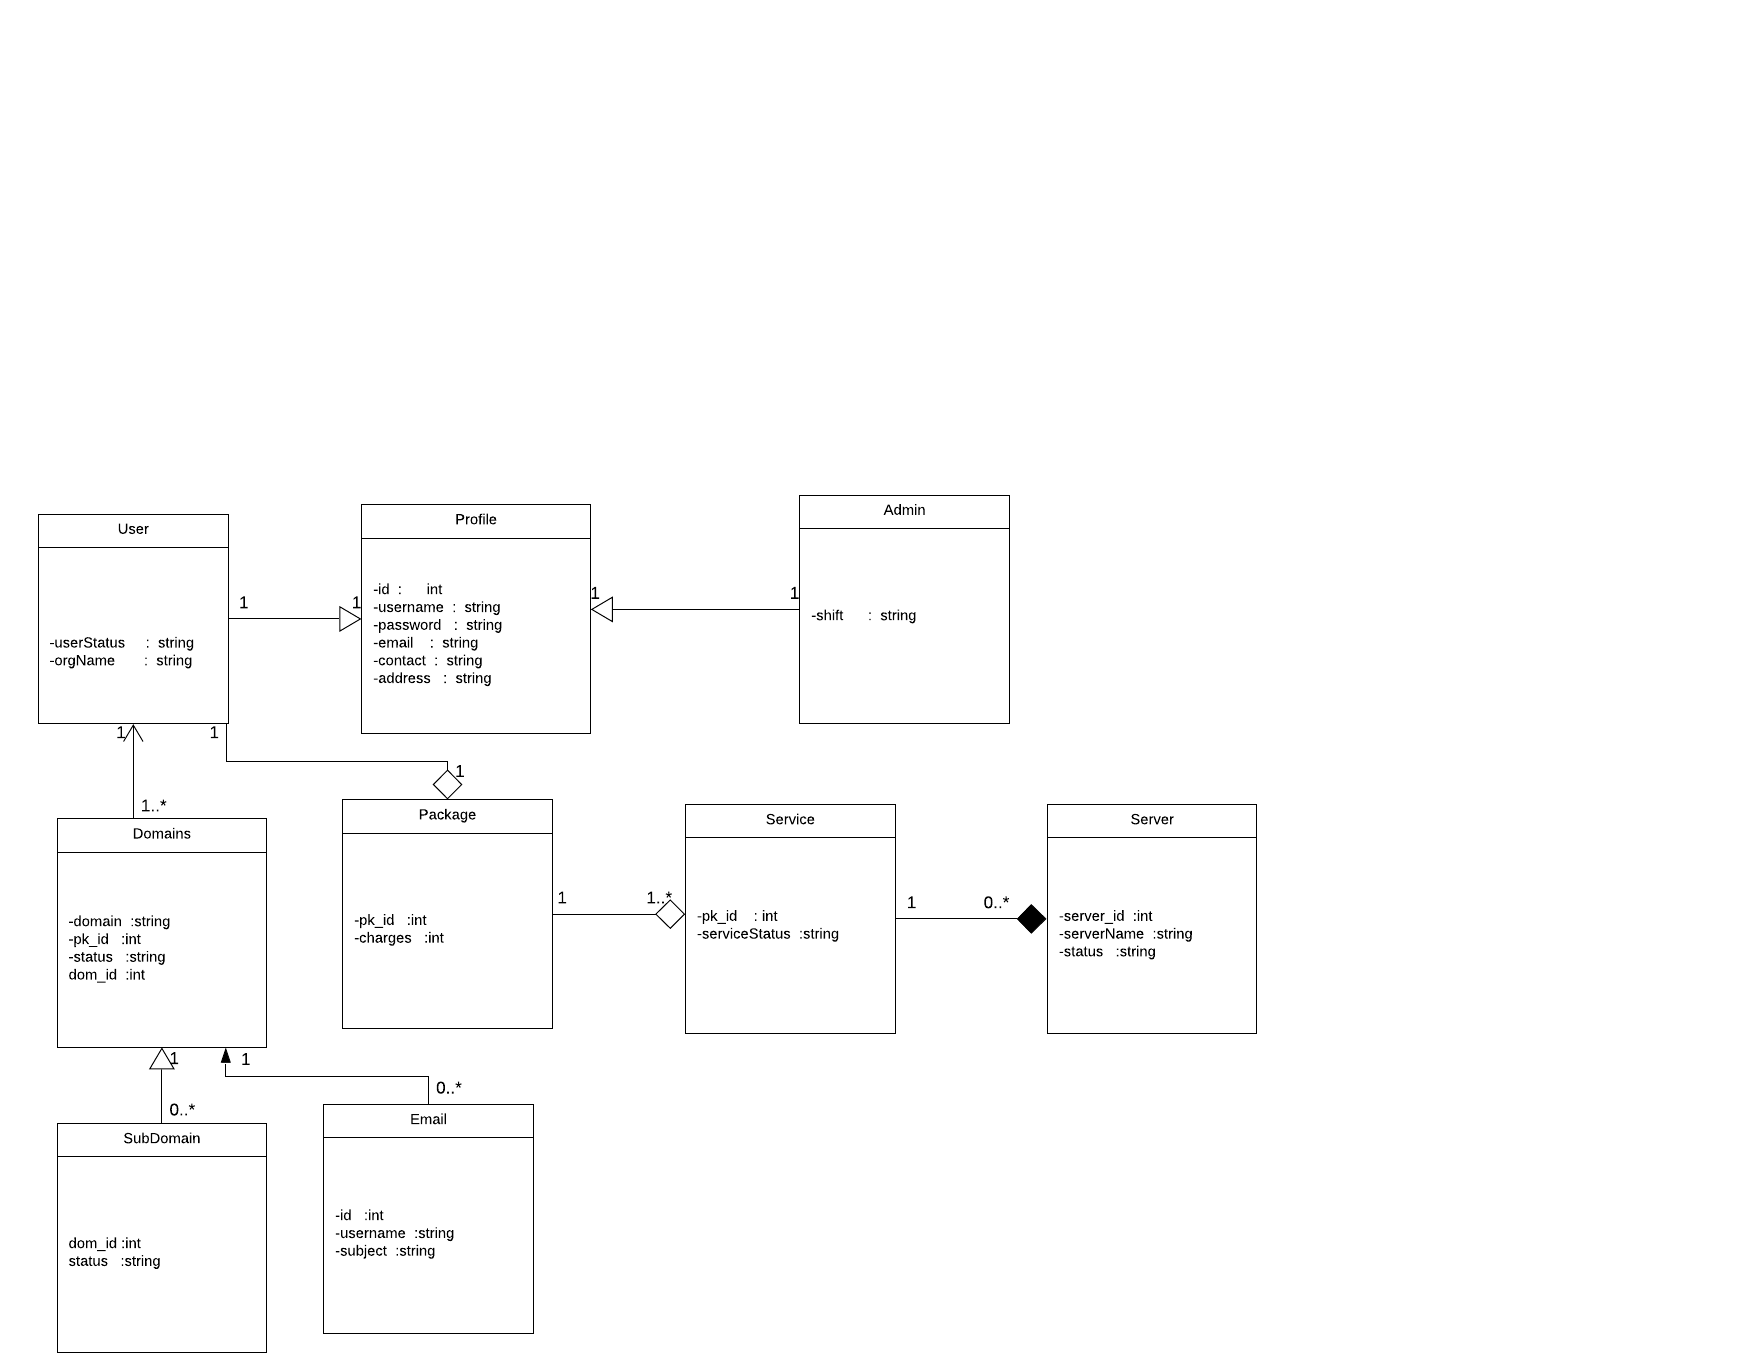 User
-userStatus : string
-orgName : string
1
1
Profile
-id : int
-username : string
-password : string
-email : string
-contact : string
-address : string
1
1
Admin
-shift : string
1
1
1
1..*
Domains
-domain :string
-pk_id :int
-status :string
dom_id :int
Package
-pk_id :int
-charges :int
1
1..*
Service
-pk_id : int
-serviceStatus :string
1
0..*
Server
-server_id :int
-serverName :string
-status :string
1
1
0..*
0..*
SubDomain
dom_id :int
status :string
Email
-id :int
-username :string
-subject :string